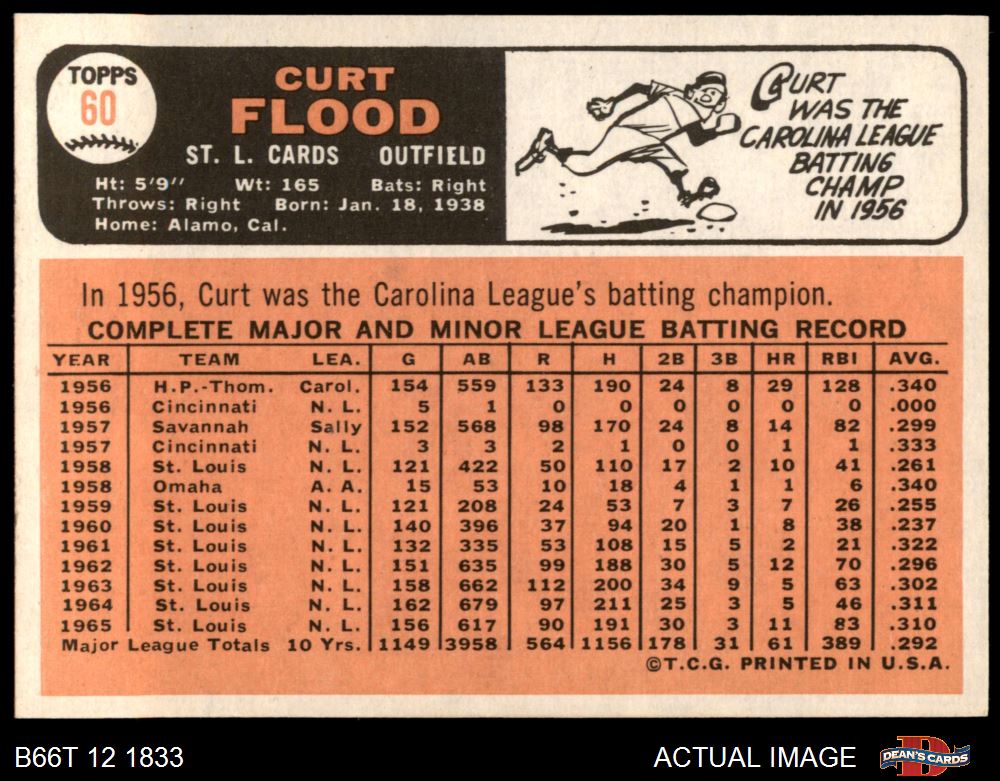 TOPPS
60
CURT
FLOOD
ST. L. CARDS OUTFIELD
Ht: 5'9" Wt: 165 Bats: Right
Throws: Right Born: Jan. 18, 1938
Home: Alamo, Cal.
CURT
WAS THE
CAROLINA LEAGUE
BATTING
CHAMP
IN 1956
In 1956, Curt was the Carolina League's batting champion.
COMPLETE MAJOR AND MINOR LEAGUE BATTING RECORD
YEAR TEAM LEA. G AB R H 2B 3B HR RBI AVG.
1956 H.P.-Thom. Carol. 154 559 133 190 24 8 29 128 .340
1956 Cincinnati N. L. 5 1 0 0 0 0 0 0 .000
1957 Savannah Sally 152 568 98 170 24 8 14 82 .299
1957 Cincinnati N. L. 3 3 2 1 0 0 1 1 .333
1958 St. Louis N. L. 121 422 50 110 17 2 10 41 .261
1958 Omaha A. A. 15 53 10 18 4 1 1 6 .340
1959 St. Louis N. L. 121 208 24 53 7 3 7 26 .255
1960 St. Louis N. L. 140 396 37 94 20 1 8 38 .237
1961 St. Louis N. L. 132 335 53 108 15 5 2 21 .322
1962 St. Louis N. L. 151 635 99 188 30 5 12 70 .296
1963 St. Louis N. L. 158 662 112 200 34 9 5 63 .302
1964 St. Louis N. L. 162 679 97 211 25 3 5 46 .311
1965 St. Louis N. L. 156 617 90 191 30 3 11 83 .310
Major League Totals 10 Yrs. 1149 3958 564 1156 178 31 61 389 .292
©T.C.G. PRINTED IN U.S.A.
B66T 12 1833 ACTUAL IMAGE
DEAN'S CARDS